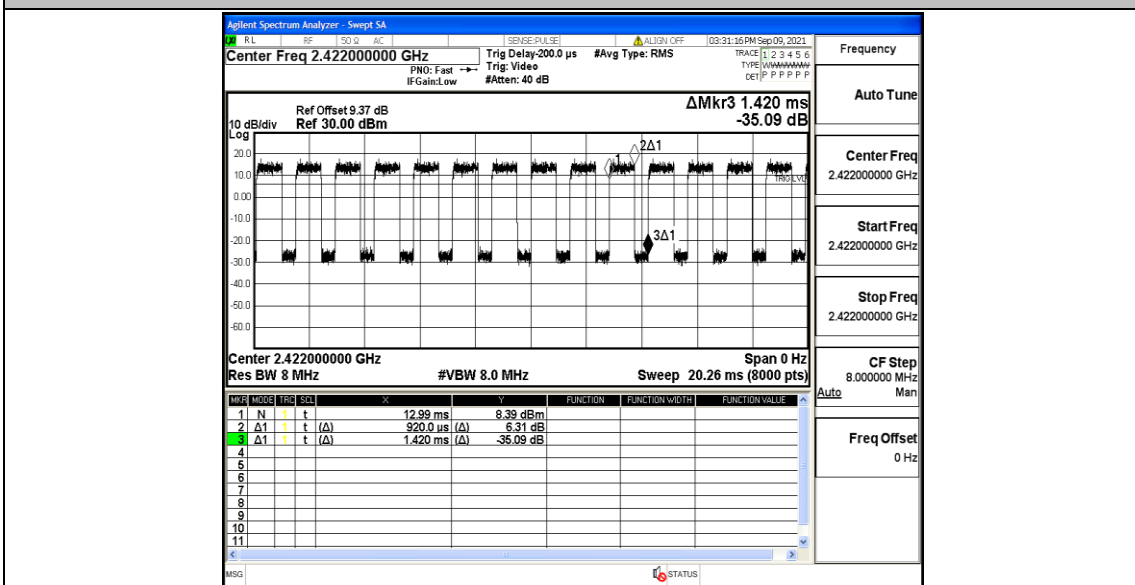 Agilent Spectrum Analyzer - Swept SA
RL RF 50 Ω AC SENSE:PULSE ALIGN OFF 03:31:16 PM Sep 09, 2021
Center Freq 2.422000000 GHz
Trig Delay-200.0 µs #Avg Type: RMS
TRACE 1 2 3 4 5 6
PNO: Fast Trig: Video
TYPE
IFGain:Low #Atten: 40 dB
DET P P P P P P
ΔMkr3 1.420 ms
-35.09 dB
Ref Offset 9.37 dB
10 dB/div Ref 30.00 dBm
Log
20.0
10.0
0.00
-10.0
-20.0
-30.0
-40.0
-50.0
-60.0
1
2Δ1
3Δ1
TRIG LVL
Center 2.422000000 GHz Span 0 Hz
Res BW 8 MHz #VBW 8.0 MHz Sweep 20.26 ms (8000 pts)
MKR MODE TRC SCL X Y FUNCTION FUNCTION WIDTH FUNCTION VALUE
1 N 1 t 12.99 ms 8.39 dBm
2 Δ1 1 t (Δ) 920.0 µs (Δ) 6.31 dB
3 Δ1 1 t (Δ) 1.420 ms (Δ) -35.09 dB
4
5
6
7
8
9
10
11
MSG STATUS
Frequency
Auto Tune
Center Freq
2.422000000 GHz
Start Freq
2.422000000 GHz
Stop Freq
2.422000000 GHz
CF Step
8.000000 MHz
Auto Man
Freq Offset
0 Hz